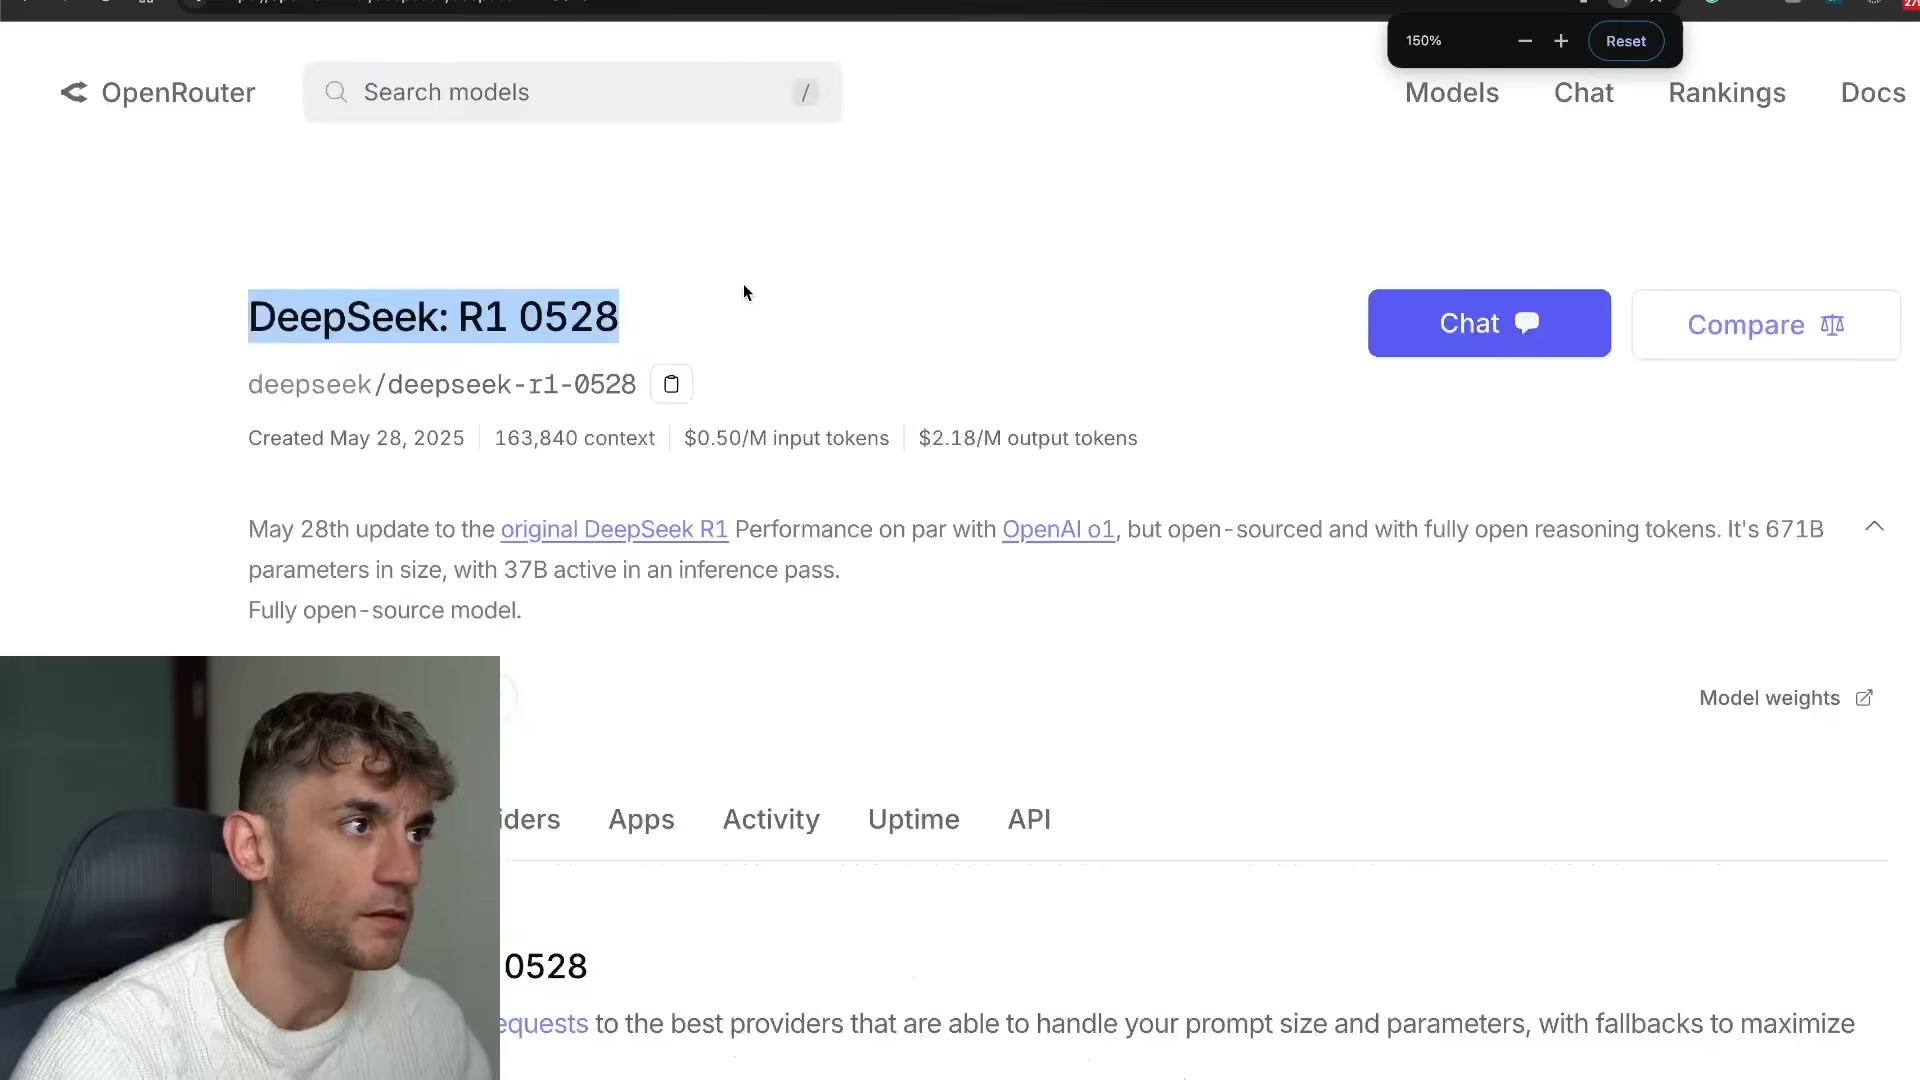 150%
Reset
OpenRouter
Search models
/
Models
Chat
Rankings
Docs
DeepSeek: R1 0528
Chat
Compare
deepseek/deepseek-r1-0528
Created May 28, 2025
163,840 context
$0.50/M input tokens
$2.18/M output tokens
May 28th update to the original DeepSeek R1 Performance on par with OpenAI o1, but open-sourced and with fully open reasoning tokens. It's 671B
parameters in size, with 37B active in an inference pass.
Fully open-source model.
Model weights
iders
Apps
Activity
Uptime
API
0528
equests to the best providers that are able to handle your prompt size and parameters, with fallbacks to maximize